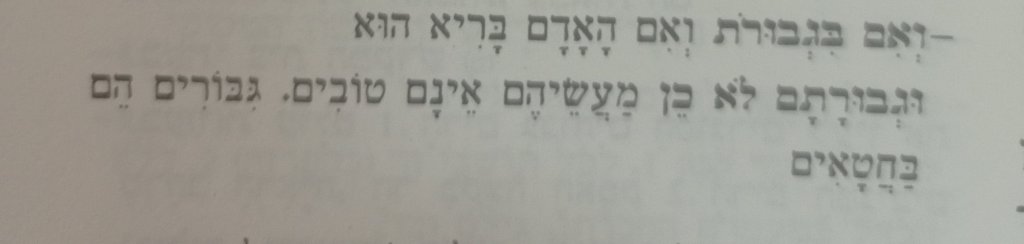 –וְאִם בִּגְבוּרֹת וְאִם הָאָדָם בָּרִיא הוּא
וּגְבוּרָתָם לֹא כֵן מַעֲשֵׂיהֶם אֵינָם טוֹבִים. גִּבּוֹרִים הֵם
בַּחֲטָאִים